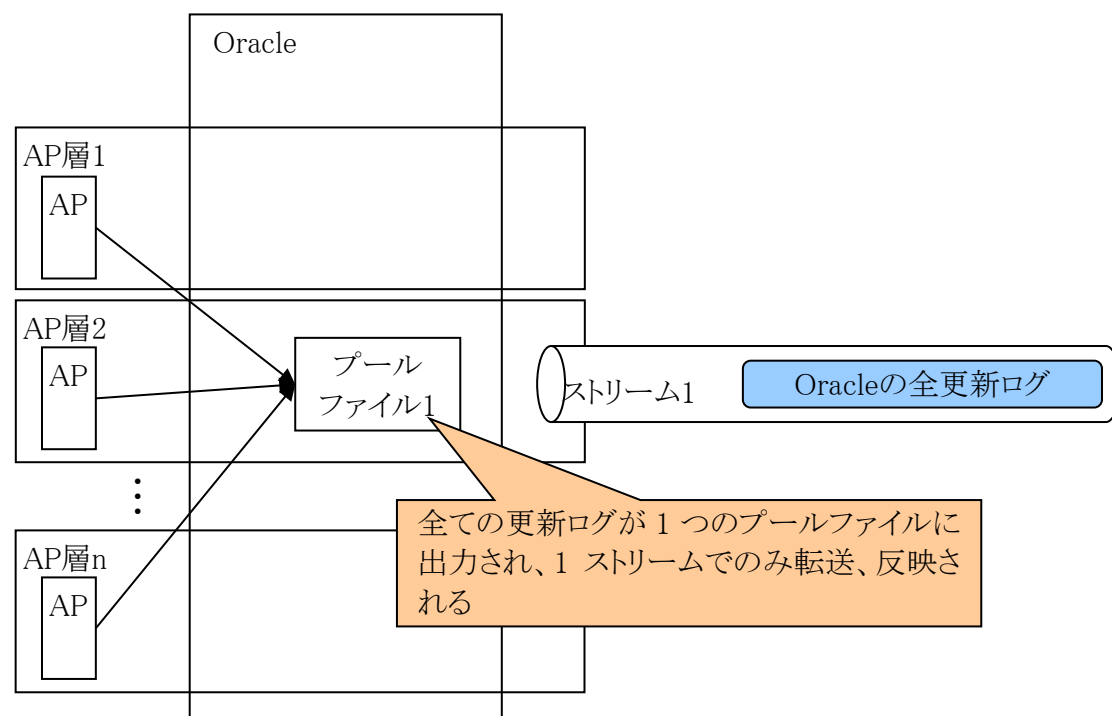 Oracle
AP層1
AP
AP層2
AP
プール
ファイル1
ストリーム1
Oracleの全更新ログ
⋮
全ての更新ログが 1 つのプールファイルに
出力され、1 ストリームでのみ転送、反映さ
れる
AP層n
AP